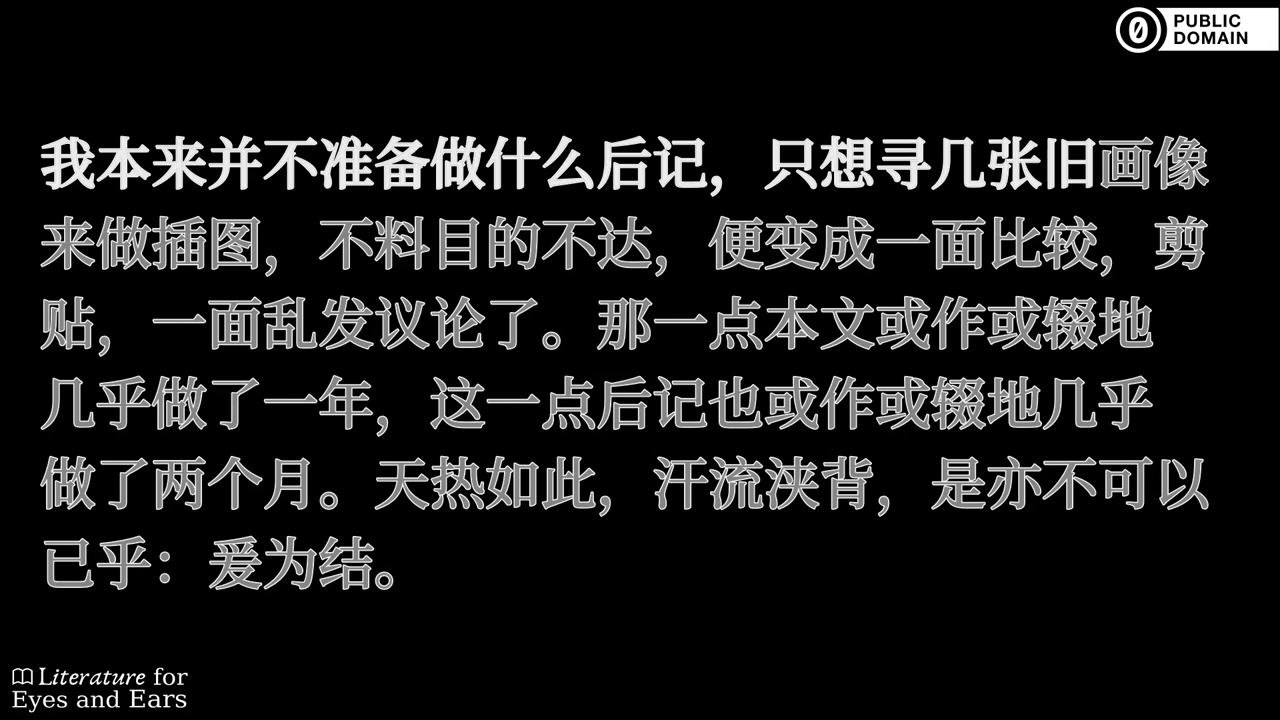 PUBLIC
DOMAIN
我本来并不准备做什么后记，只想寻几张旧画像
来做插图，不料目的不达，便变成一面比较，剪
贴，一面乱发议论了。那一点本文或作或辍地
几乎做了一年，这一点后记也或作或辍地几乎
做了两个月。天热如此，汗流浃背，是亦不可以
已乎：爰为结。
Literature for
Eyes and Ears